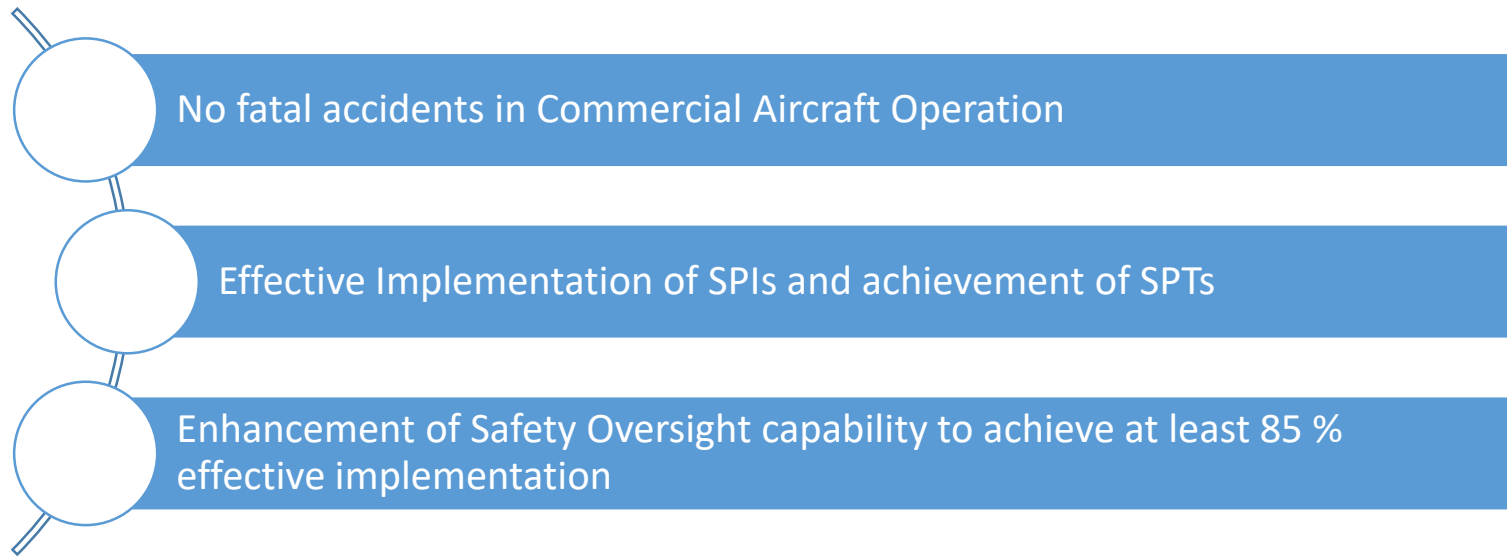 No fatal accidents in Commercial Aircraft Operation
Effective Implementation of SPIs and achievement of SPTs
Enhancement of Safety Oversight capability to achieve at least 85 %
effective implementation